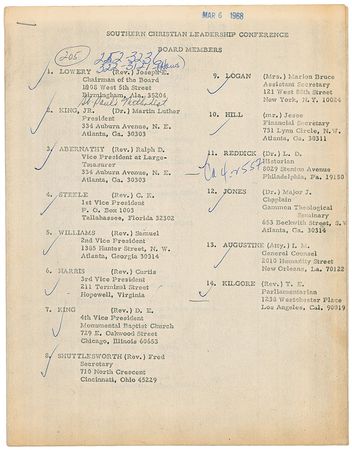 MAR 6 1968
SOUTHERN CHRISTIAN LEADERSHIP CONFERENCE
BOARD MEMBERS
(205)
1. LOWERY (Rev.) Joseph E.
Chairman of the Board
1808 West 5th Street
Birmingham, Ala. 35204
St. Paul's Methodist
2. KING, JR. (Dr.) Martin Luther
President
334 Auburn Avenue, N. E.
Atlanta, Ga. 30303
3. ABERNATHY (Rev.) Ralph D.
Vice President at Large-
Treasurer
334 Auburn Avenue, N. E.
Atlanta, Ga. 30303
4. STEELE (Rev.) C. K.
1st Vice President
P. O. Box 1093
Tallahassee, Florida 32302
5. WILLIAMS (Rev.) Samuel
2nd Vice President
1385 Hunter Street, N. W.
Atlanta, Georgia 30314
6. HARRIS (Rev.) Curtis
3rd Vice President
211 Terminal Street
Hopewell, Virginia
7. KING (Rev.) D. E.
4th Vice President
Monumental Baptist Church
729 E. Oakwood Street
Chicago, Illinois 60653
8. SHUTTLESWORTH (Rev.) Fred
Secretary
710 North Crescent
Cincinnati, Ohio 45229
9. LOGAN (Mrs.) Marion Bruce
Assistant Secretary
121 West 88th Street
New York, N. Y. 10024
10. HILL (mr.) Jesse
Financial Secretary
731 Lynn Circle, N. W.
Atlanta, Ga. 30311
11. REDDICK (Dr.) L. D.
Historian
6029 Stenton Avenue
Philadelphia, Pa. 19150
12. JONES (Dr.) Major J.
Chaplain
Gammon Theological
Seminary
653 Beckwith Street, S. W.
Atlanta, Ga. 30314
13. AUGUSTINE (Atty.) I. M.
General Counsel
2010 Humanity Street
New Orleans, La. 70122
14. KILGORE (Rev.) T. E.
Parliamentarian
1238 Westchester Place
Los Angeles, Cal. 90019